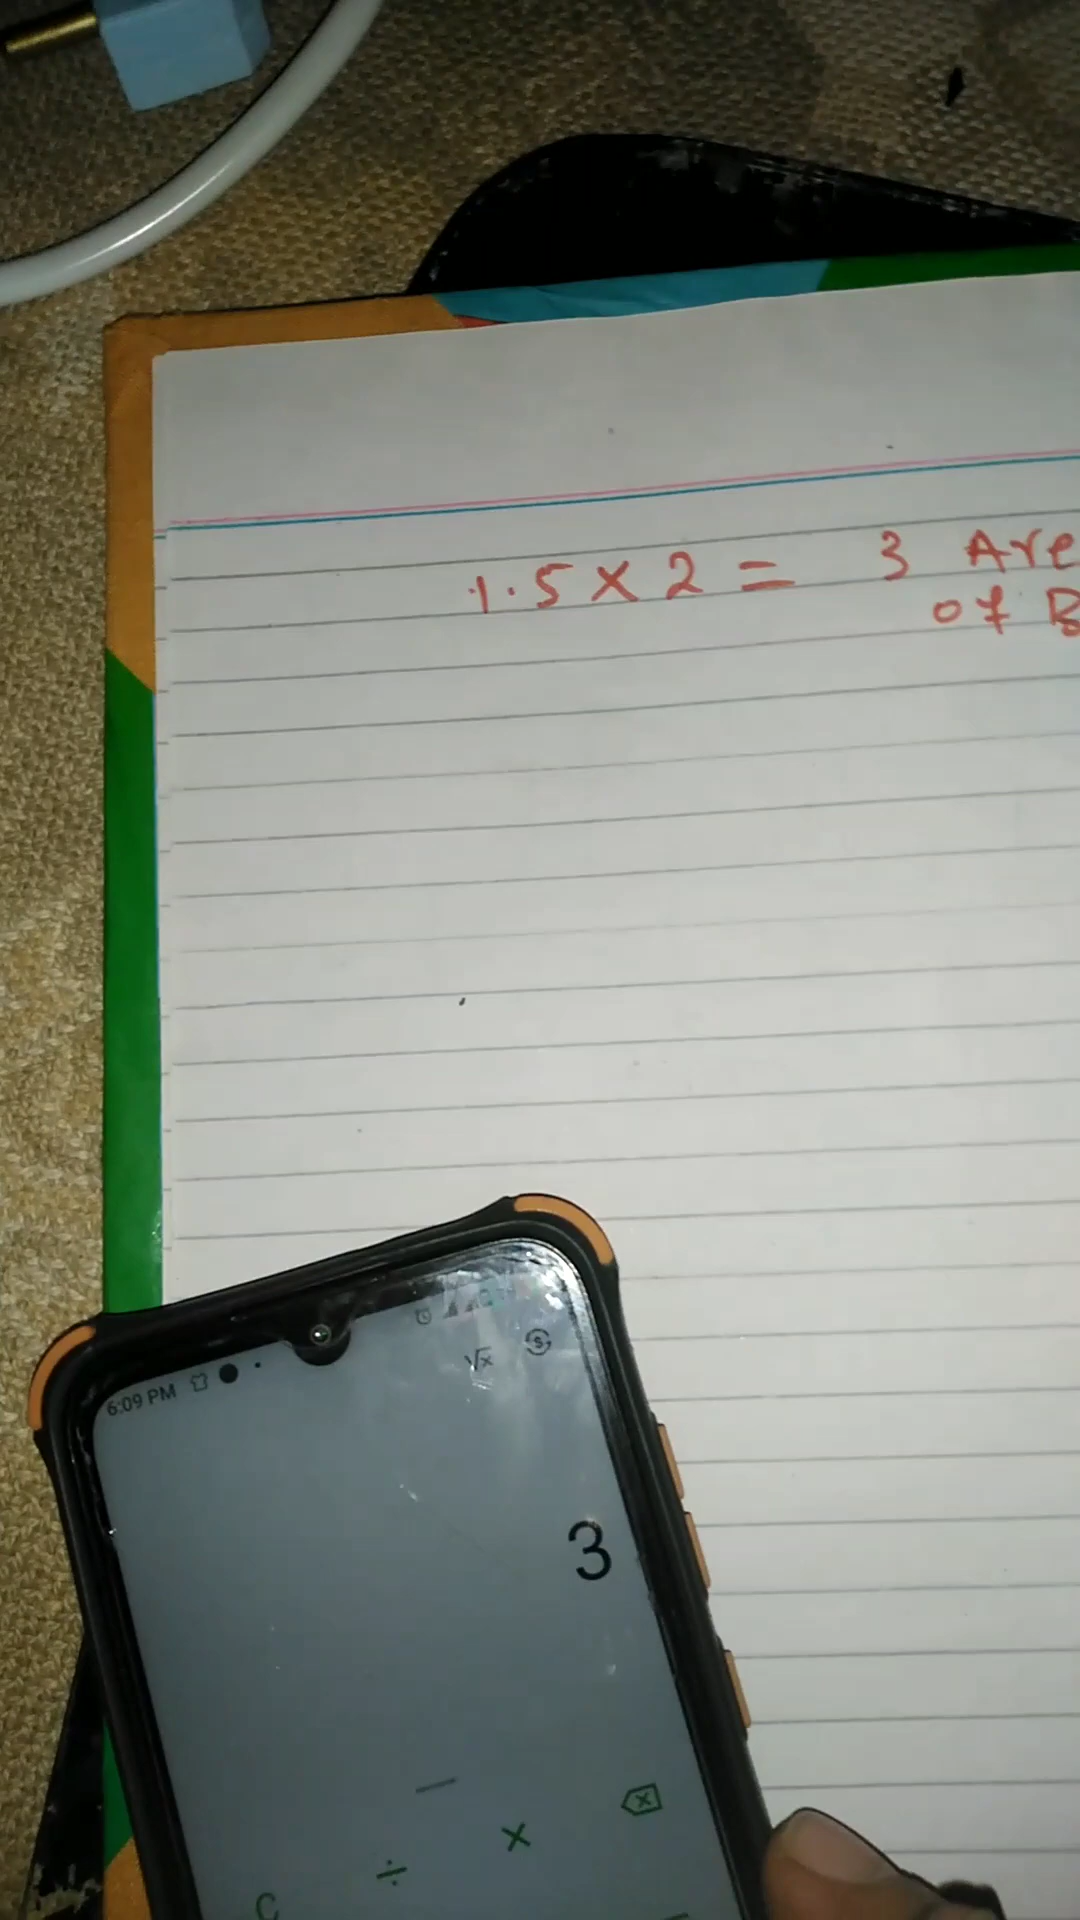 1.5 × 2 = 3 Are
of B
6:09 PM
√x
3
C ÷ ×